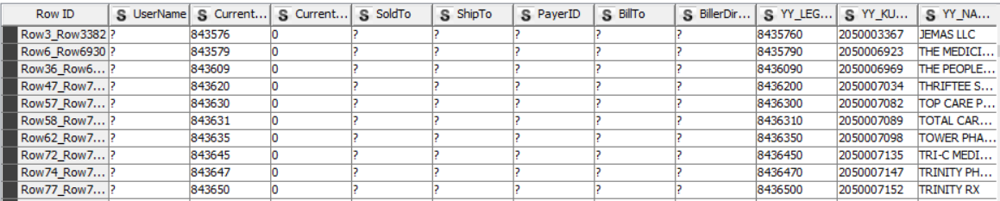 Row ID S UserName S Current... S Current... S SoldTo S ShipTo S PayerID S BillTo S BillerDir... S YY_LEG... S YY_KU... S YY_NA...
Row3_Row3382 ? 843576 0 ? ? ? ? ? 8435760 2050003367 JEMAS LLC
Row6_Row6930 ? 843579 0 ? ? ? ? ? 8435790 2050006923 THE MEDICI...
Row36_Row6... ? 843609 0 ? ? ? ? ? 8436090 2050006969 THE PEOPLE...
Row47_Row7... ? 843620 0 ? ? ? ? ? 8436200 2050007034 THRIFTEE S...
Row57_Row7... ? 843630 0 ? ? ? ? ? 8436300 2050007082 TOP CARE P...
Row58_Row7... ? 843631 0 ? ? ? ? ? 8436310 2050007089 TOTAL CAR...
Row62_Row7... ? 843635 0 ? ? ? ? ? 8436350 2050007098 TOWER PHA...
Row72_Row7... ? 843645 0 ? ? ? ? ? 8436450 2050007135 TRI-C MEDI...
Row74_Row7... ? 843647 0 ? ? ? ? ? 8436470 2050007147 TRINITY PH...
Row77_Row7... ? 843650 0 ? ? ? ? ? 8436500 2050007152 TRINITY RX